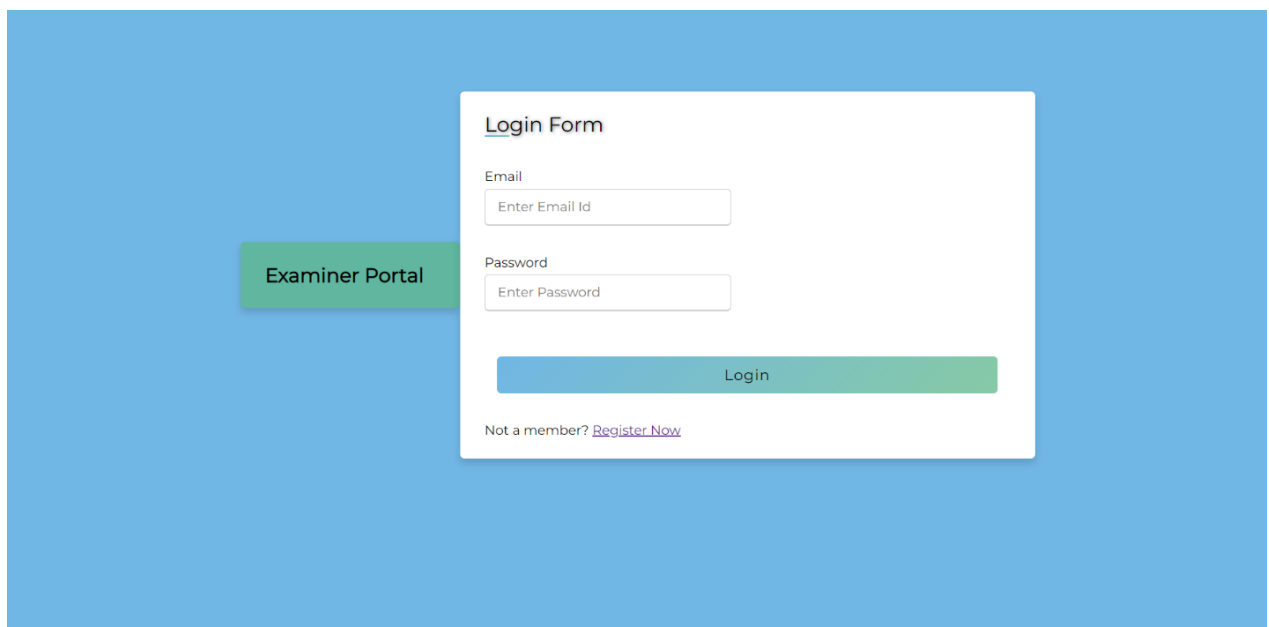 Examiner Portal
Login Form
Email
Enter Email Id
Password
Enter Password
Login
Not a member? Register Now